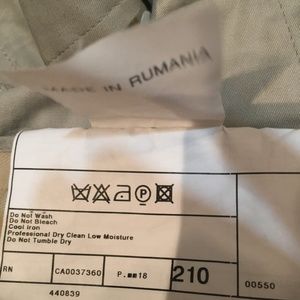 MADE IN RUMANIA
P
Do Not Wash
Do Not Bleach
Cool iron
Professional Dry Clean Low Moisture
Do Not Tumble Dry
RN CA0037360 P.mm18 210 00550
440839